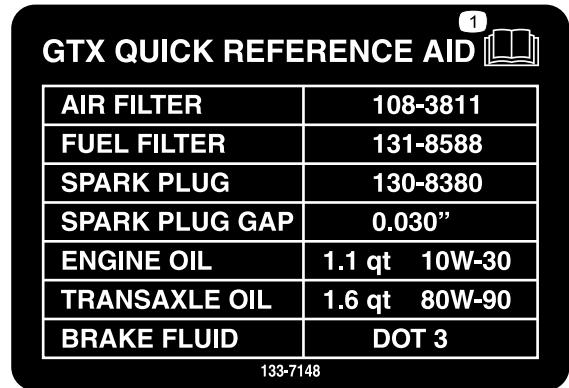 1
GTX QUICK REFERENCE AID
AIR FILTER 108-3811
FUEL FILTER 131-8588
SPARK PLUG 130-8380
SPARK PLUG GAP 0.030”
ENGINE OIL 1.1 qt 10W-30
TRANSAXLE OIL 1.6 qt 80W-90
BRAKE FLUID DOT 3
133-7148